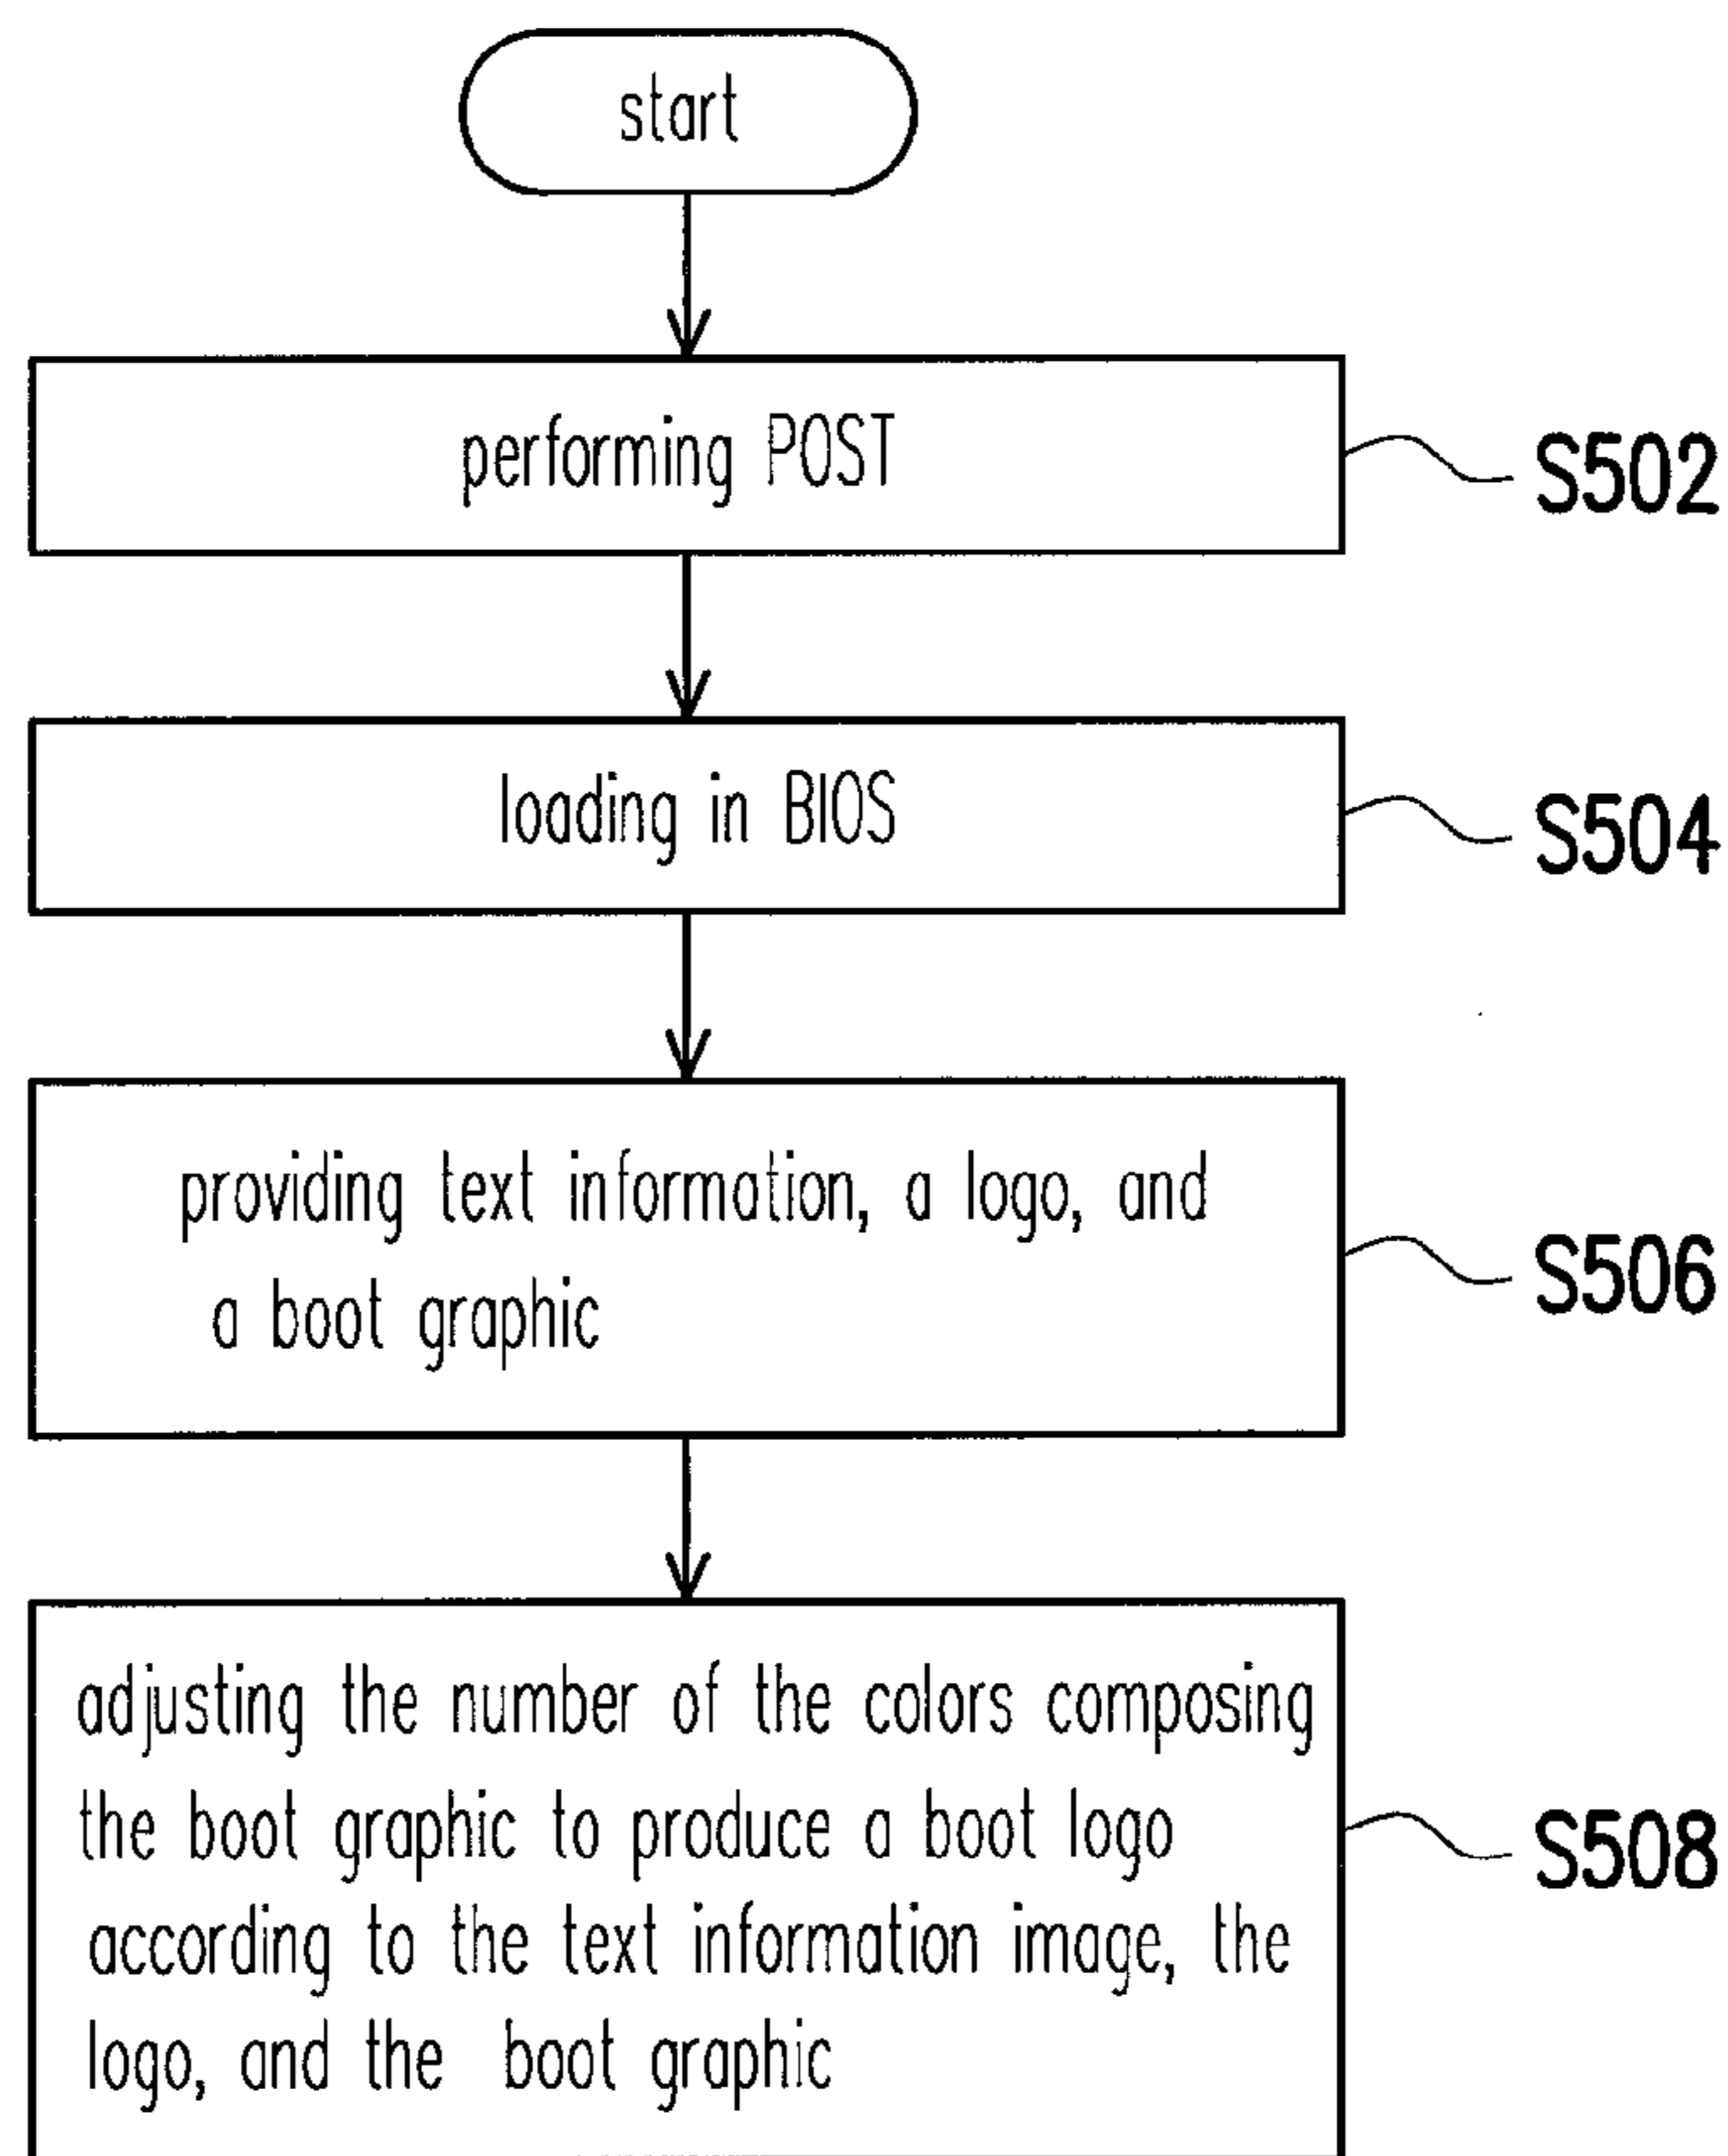 start
performing POST
S502
loading in BIOS
S504
providing text information, a logo, and
a boot graphic
S506
adjusting the number of the colors composing
the boot graphic to produce a boot logo
according to the text information image, the
logo, and the boot graphic
S508